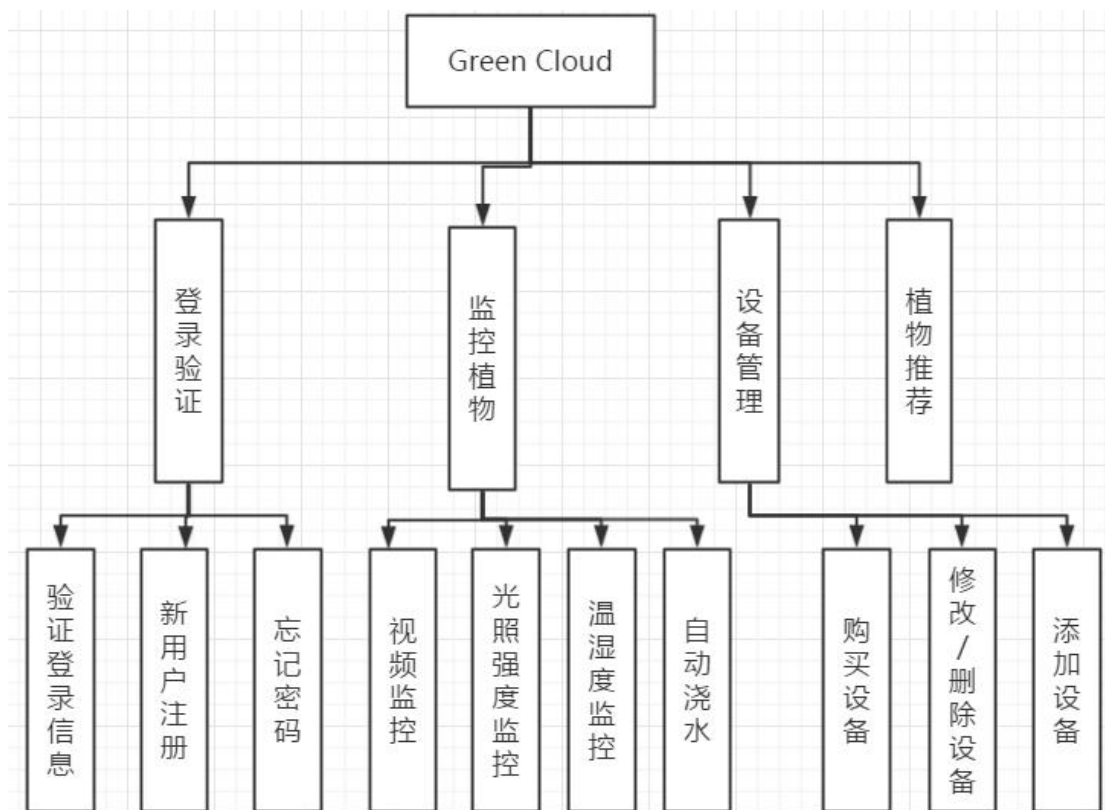 Green Cloud
登录验证
监控植物
设备管理
植物推荐
验证登录信息
新用户注册
忘记密码
视频监控
光照强度监控
温湿度监控
自动浇水
购买设备
修改/删除设备
添加设备